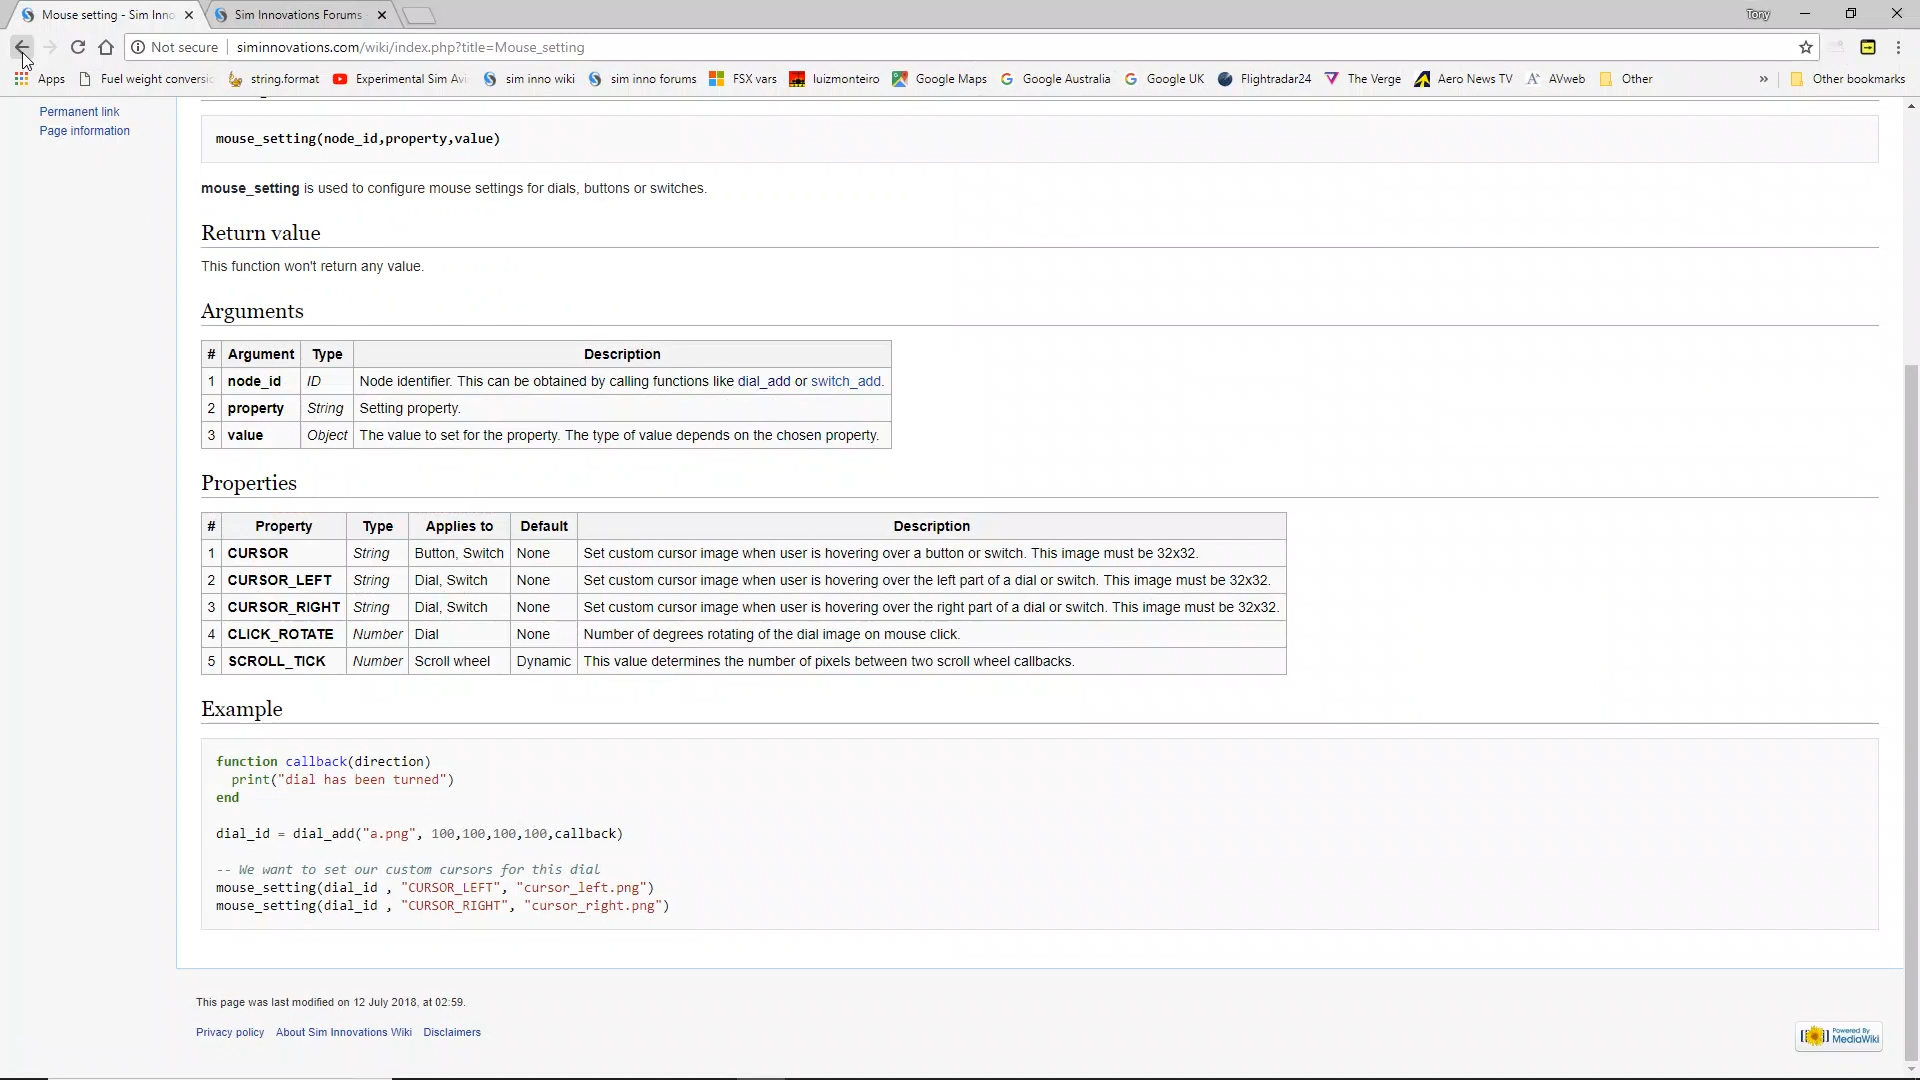 Mouse setting - Sim Inno
Sim Innovations Forums
Tony
Not secure
siminnovations.com/wiki/index.php?title=Mouse_setting
Apps
Fuel weight conversic
string.format
Experimental Sim Avi
sim inno wiki
sim inno forums
FSX vars
luizmonteiro
Google Maps
Google Australia
Google UK
Flightradar24
The Verge
Aero News TV
AVweb
Other
»
Other bookmarks
Permanent link
Page information
mouse_setting(node_id,property,value)
mouse_setting is used to configure mouse settings for dials, buttons or switches.
Return value
This function won't return any value.
Arguments
# Argument Type Description
1 node_id ID Node identifier. This can be obtained by calling functions like dial_add or switch_add.
2 property String Setting property.
3 value Object The value to set for the property. The type of value depends on the chosen property.
Properties
# Property Type Applies to Default Description
1 CURSOR String Button, Switch None Set custom cursor image when user is hovering over a button or switch. This image must be 32x32.
2 CURSOR_LEFT String Dial, Switch None Set custom cursor image when user is hovering over the left part of a dial or switch. This image must be 32x32.
3 CURSOR_RIGHT String Dial, Switch None Set custom cursor image when user is hovering over the right part of a dial or switch. This image must be 32x32.
4 CLICK_ROTATE Number Dial None Number of degrees rotating of the dial image on mouse click.
5 SCROLL_TICK Number Scroll wheel Dynamic This value determines the number of pixels between two scroll wheel callbacks.
Example
function callback(direction)
print("dial has been turned")
end
dial_id = dial_add("a.png", 100,100,100,100,callback)
-- We want to set our custom cursors for this dial
mouse_setting(dial_id , "CURSOR_LEFT", "cursor_left.png")
mouse_setting(dial_id , "CURSOR_RIGHT", "cursor_right.png")
This page was last modified on 12 July 2018, at 02:59.
Privacy policy About Sim Innovations Wiki Disclaimers
Powered By
MediaWiki